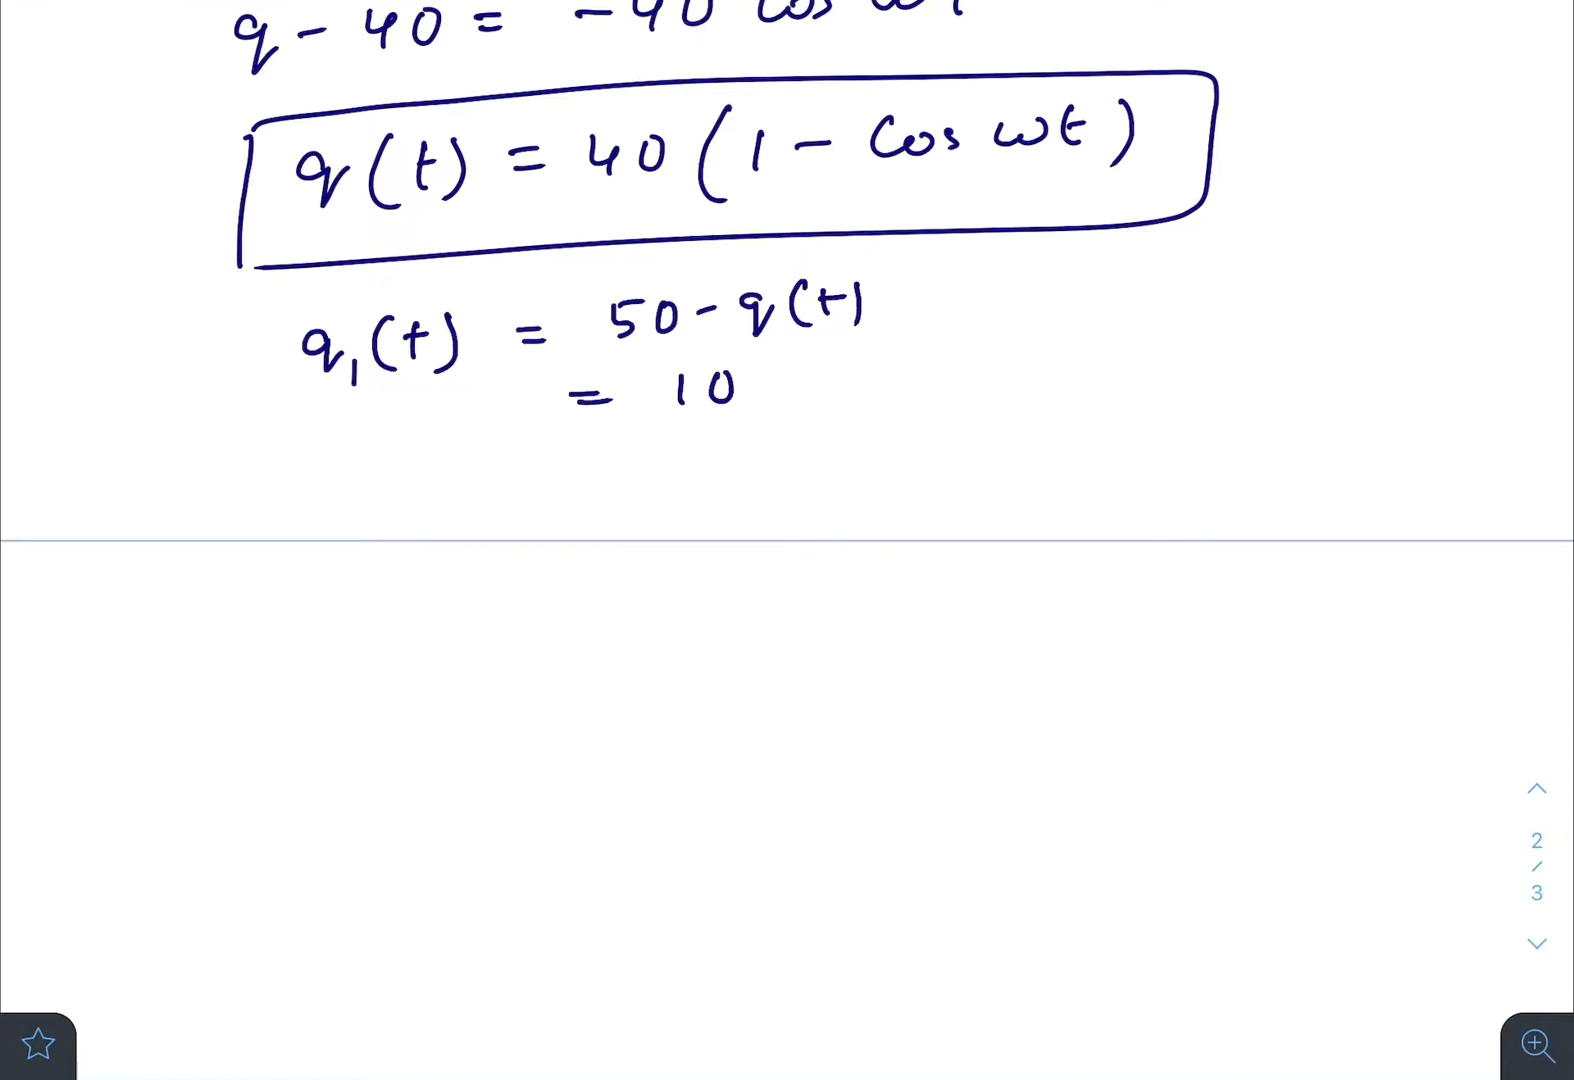 q - 40 = - 40 cos ωt
q(t) = 40 (1 - cos ωt)
q₁(t) = 50 - q(t)
= 10
2
/
3